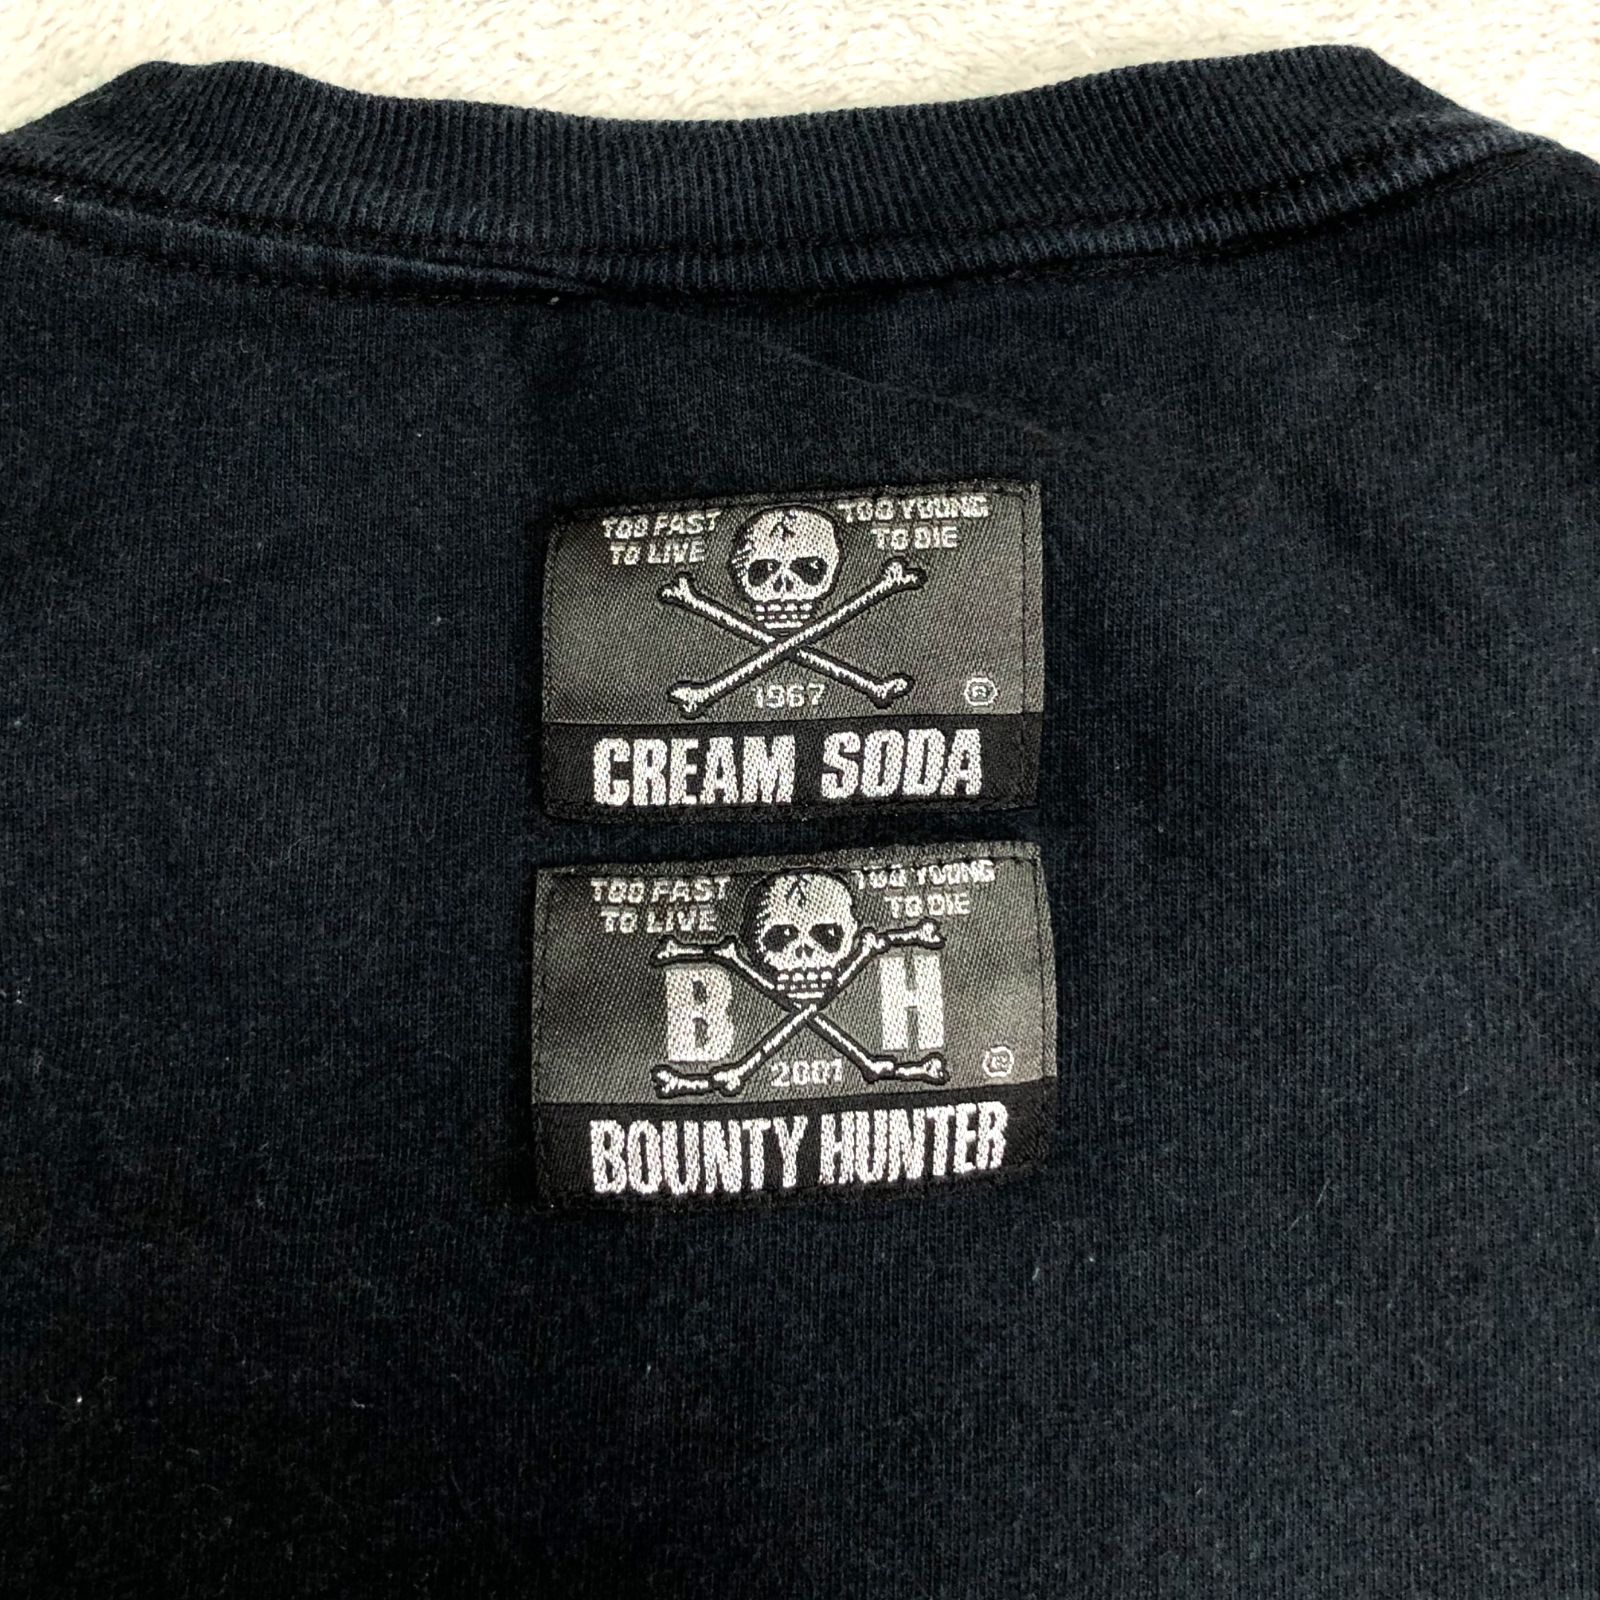 TOO FAST TOO YOUNG
TO LIVE TO DIE
1967 ®
CREAM SODA
TOO FAST TOO YOUNG
TO LIVE TO DIE
B H
2001 ®
BOUNTY HUNTER